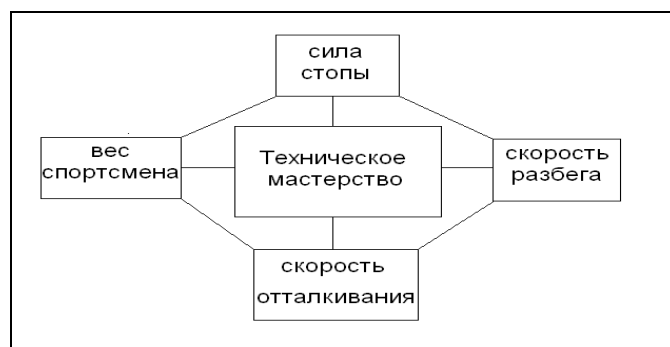 сила
стопы
вес
спортсмена
Техническое
мастерство
скорость
разбега
скорость
отталкивания